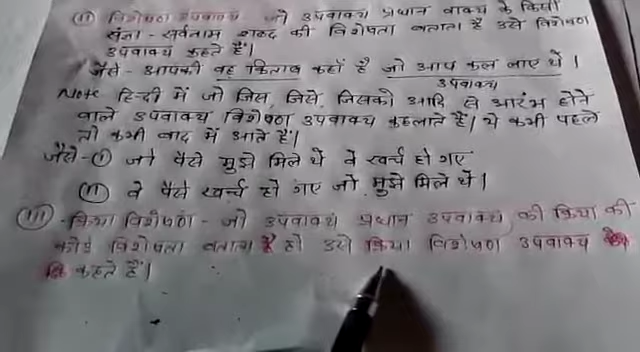 (ii) विशेषण उपवाक्य - जो उपवाक्य प्रधान वाक्य के किसी
संज्ञा - सर्वनाम शब्द की विशेषता बताता है उसे विशेषण
उपवाक्य कहते हैं।
जैसे - आपकी वह किताब कहाँ है जो आप कल लाए थे।
उपवाक्य
Note हिन्दी में जो जिस, जिसे, जिसको आदि से आरंभ होने
वाले उपवाक्य विशेषण उपवाक्य कहलाते हैं। ये कभी पहले
तो कभी बाद में आते हैं।
जैसे - (i) जो पैसे मुझे मिले थे वे खर्च हो गए
(ii) वे पैसे खर्च हो गए जो मुझे मिले थे।
(iii) क्रिया विशेषण - जो उपवाक्य प्रधान उपवाक्य की क्रिया की
कोई विशेषता बताता है हो उसे क्रिया विशेषण उपवाक्य
कहते हैं।